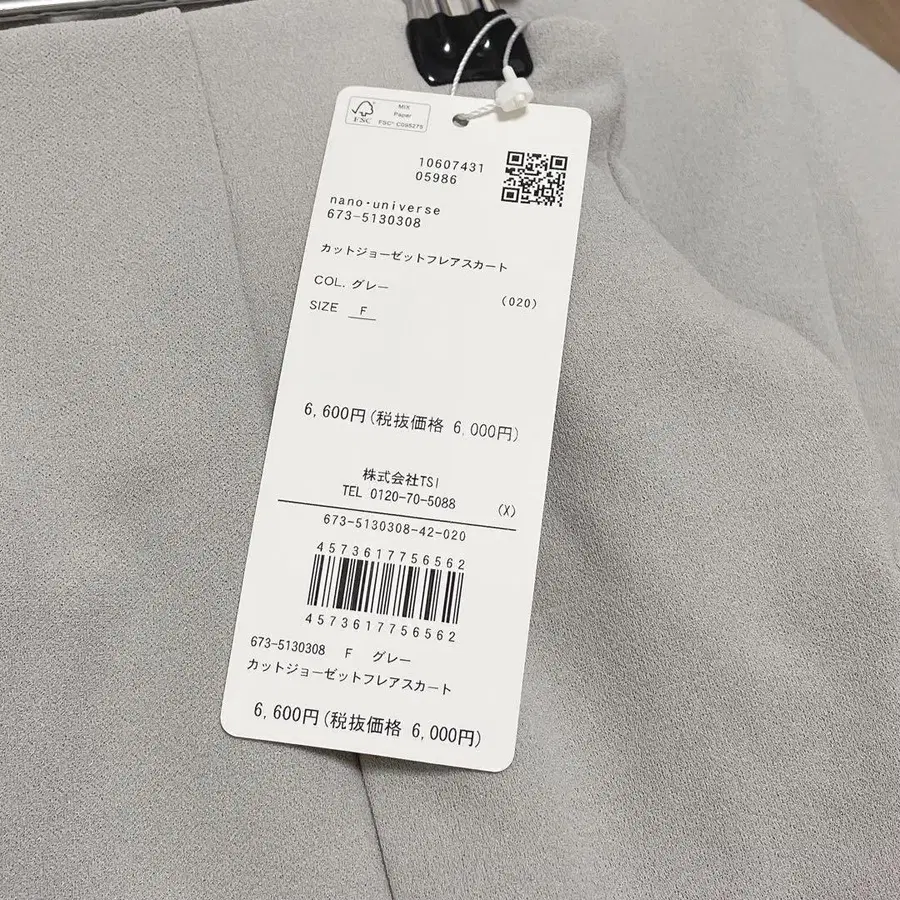 FSC
MIX
Paper
FSC® C095275
10607431
05986
nano・universe
673-5130308
カットジョーゼットフレアスカート
COL. グレー (020)
SIZE F
6,600円(税抜価格 6,000円)
株式会社TSI
TEL 0120-70-5088
(X)
673-5130308-42-020
4573617756562
4573617756562
673-5130308 F グレー
カットジョーゼットフレアスカート
6,600円(税抜価格 6,000円)